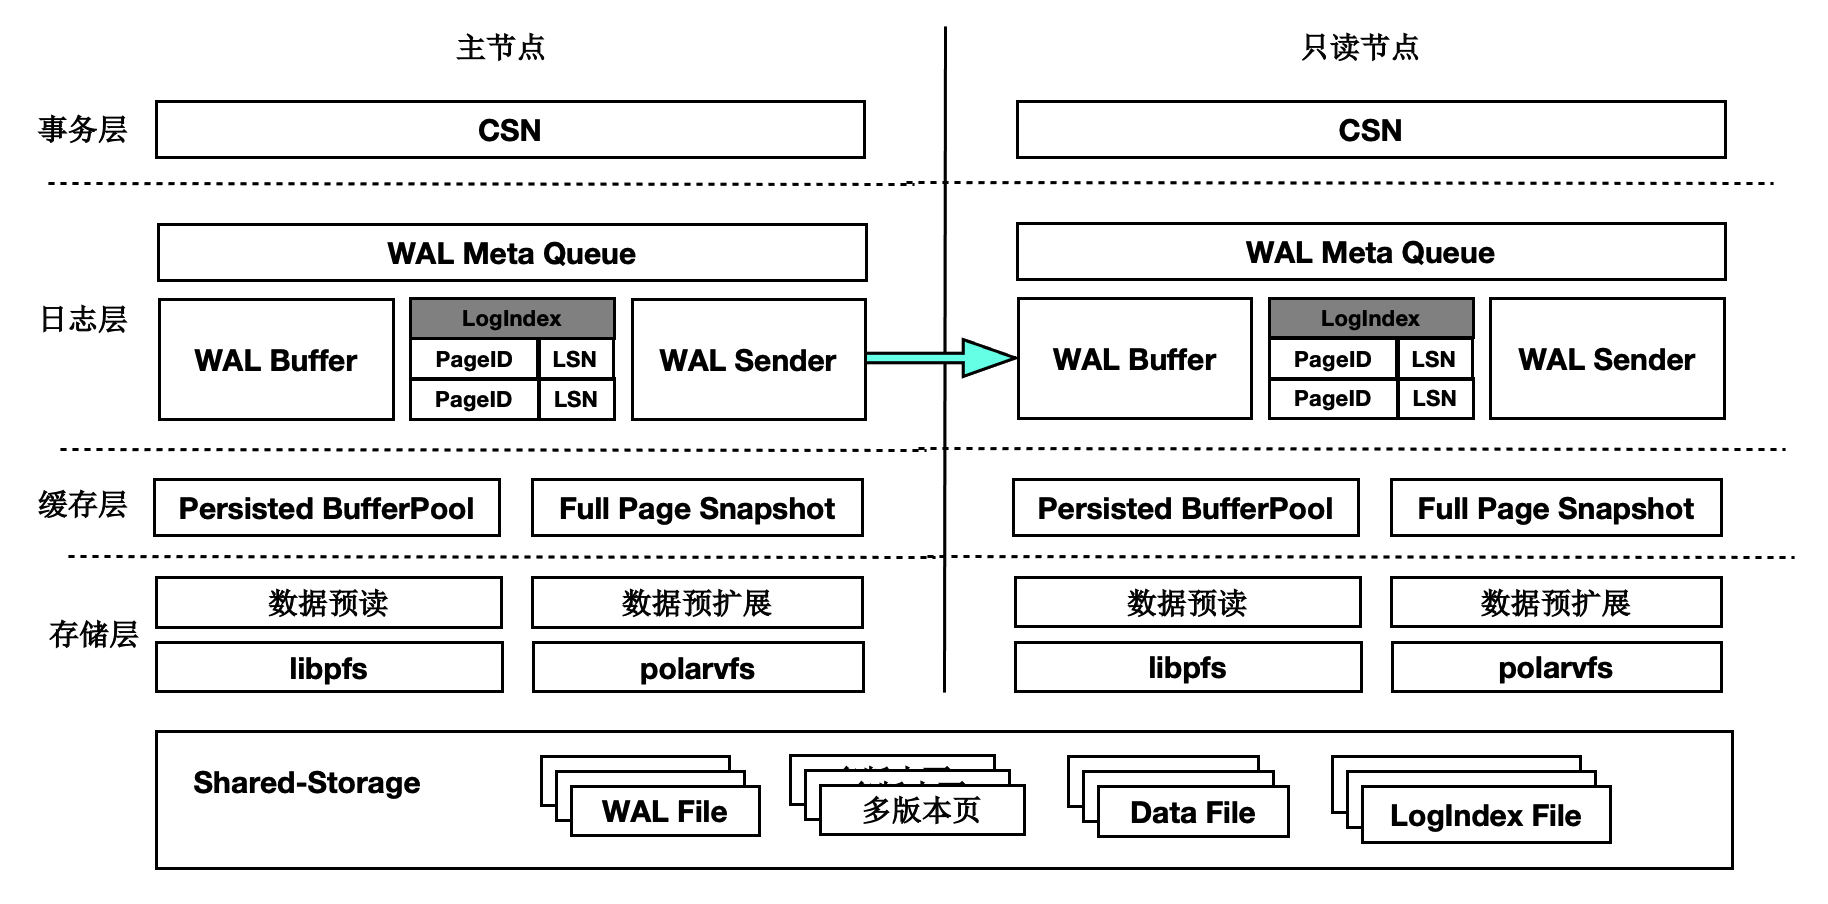 主节点
只读节点
事务层
CSN
CSN
WAL Meta Queue
WAL Meta Queue
日志层
WAL Buffer
LogIndex
PageID
LSN
PageID
LSN
WAL Sender
WAL Buffer
LogIndex
PageID
LSN
PageID
LSN
WAL Sender
缓存层
Persisted BufferPool
Full Page Snapshot
Persisted BufferPool
Full Page Snapshot
存储层
数据预读
数据预扩展
数据预读
数据预扩展
libpfs
polarvfs
libpfs
polarvfs
Shared-Storage
WAL File
多版本页
Data File
LogIndex File